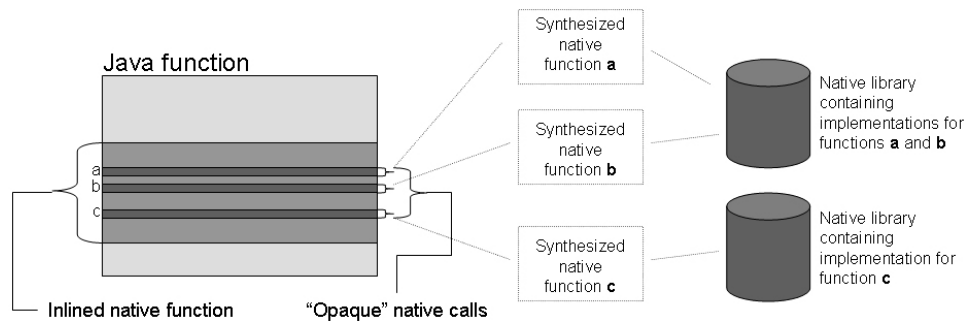 Java function
a
b
c
Inlined native function
“Opaque” native calls
Synthesized
native
function a
Synthesized
native
function b
Synthesized
native
function c
Native library
containing
implementations for
functions a and b
Native library
containing
implementation for
function c